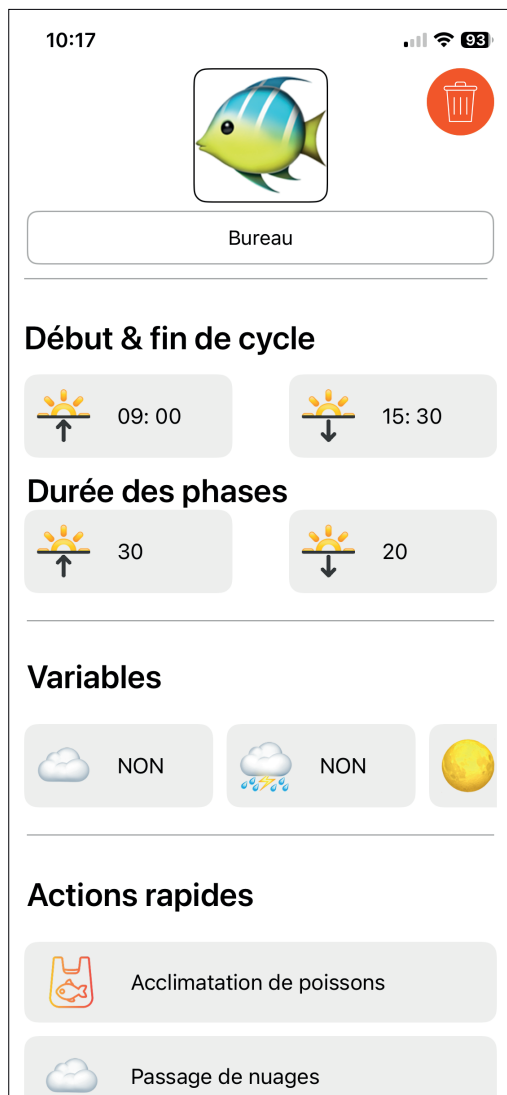 10:17
93
Bureau
Début & fin de cycle
09: 00
15: 30
Durée des phases
30
20
Variables
NON
NON
Actions rapides
Acclimatation de poissons
Passage de nuages